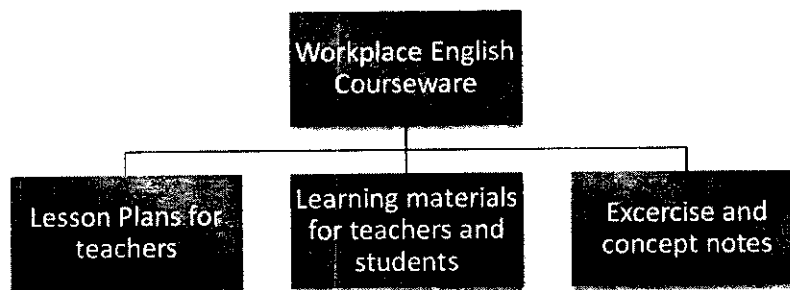 Workplace English
Courseware
Lesson Plans for
teachers
Learning materials
for teachers and
students
Excercise and
concept notes